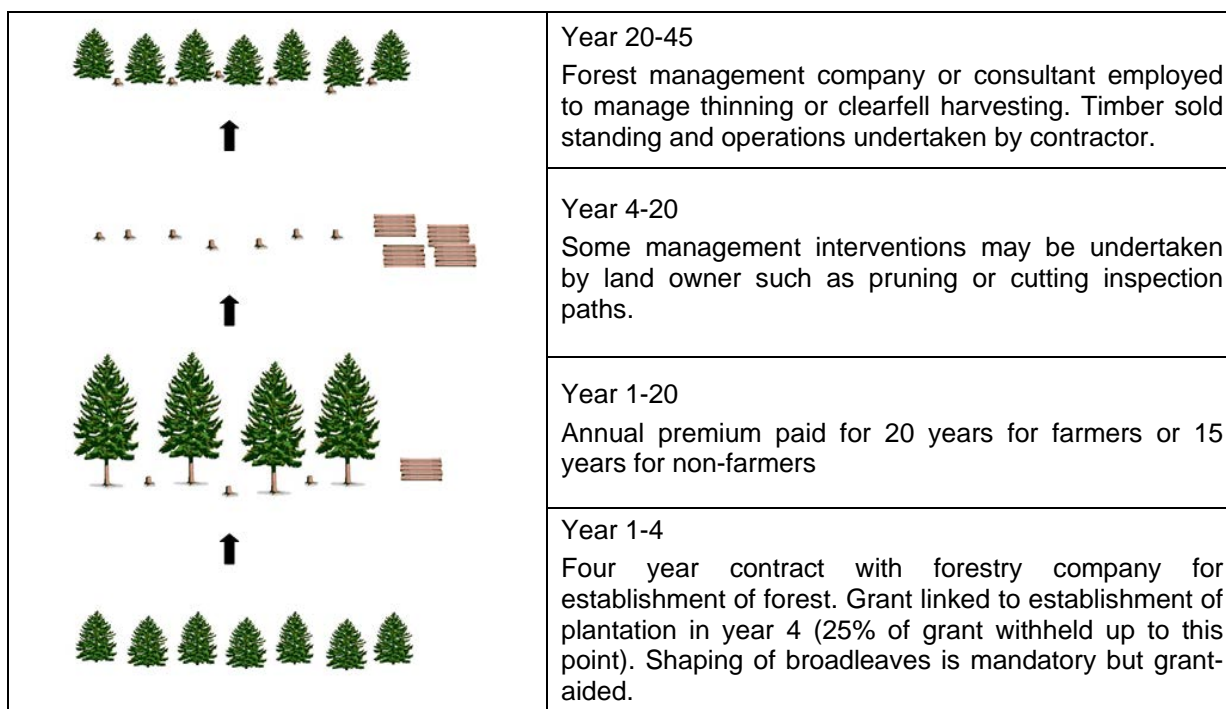 Year 20-45
Forest management company or consultant employed
to manage thinning or clearfell harvesting. Timber sold
standing and operations undertaken by contractor.
Year 4-20
Some management interventions may be undertaken
by land owner such as pruning or cutting inspection
paths.
Year 1-20
Annual premium paid for 20 years for farmers or 15
years for non-farmers
Year 1-4
Four year contract with forestry company for
establishment of forest. Grant linked to establishment of
plantation in year 4 (25% of grant withheld up to this
point). Shaping of broadleaves is mandatory but grant-
aided.